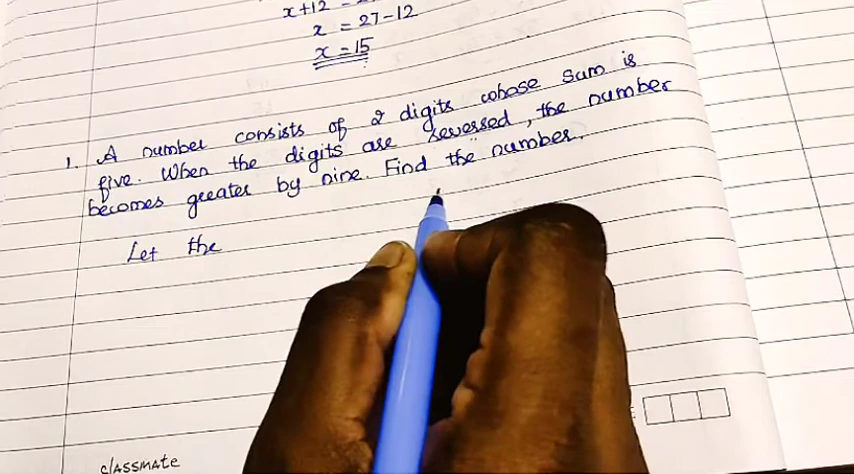 x+12 =
x = 27-12
x = 15
1. A number consists of 2 digits whose sum is
five. When the digits are reversed, the number
becomes greater by nine. Find the number.
Let the
classmate